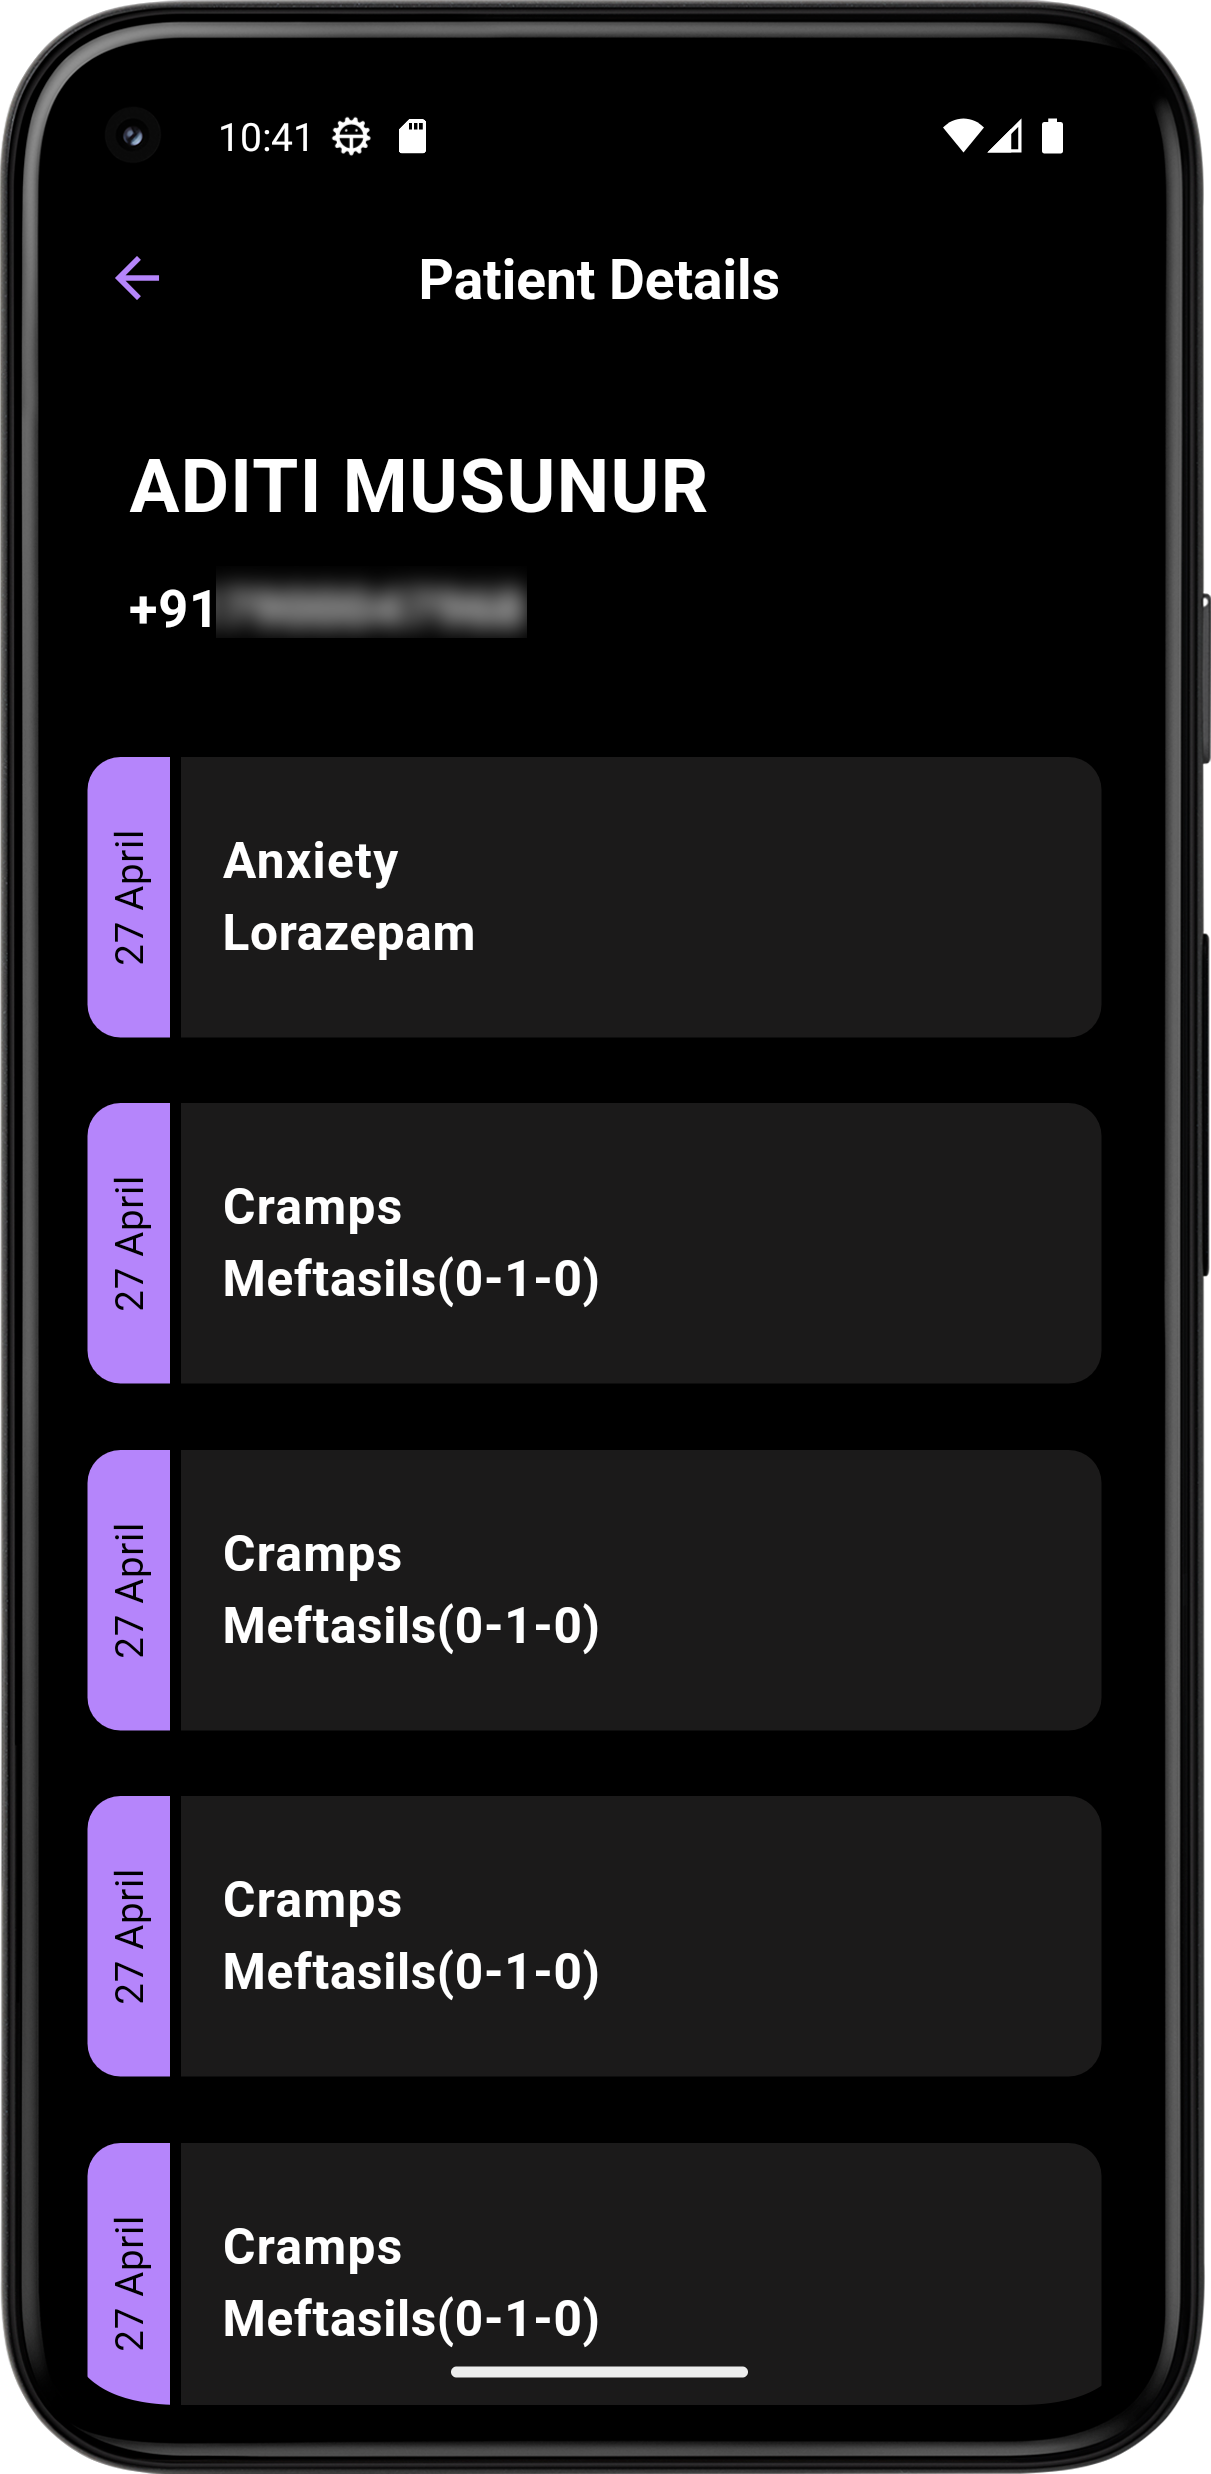 10:41
Patient Details
ADITI MUSUNUR
+91
27 April
Anxiety
Lorazepam
27 April
Cramps
Meftasils(0-1-0)
27 April
Cramps
Meftasils(0-1-0)
27 April
Cramps
Meftasils(0-1-0)
27 April
Cramps
Meftasils(0-1-0)